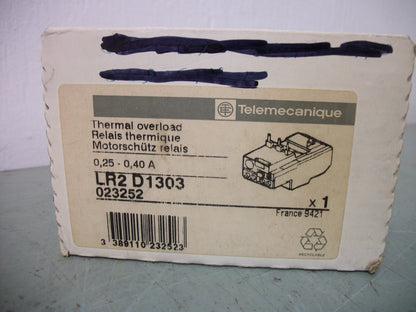 Telemecanique
Thermal overload
Relais thermique
Motorschütz relais
0,25 - 0,40 A
LR2 D1303
023252
x 1
France 9421
3 389110 232523
RECYCLABLE